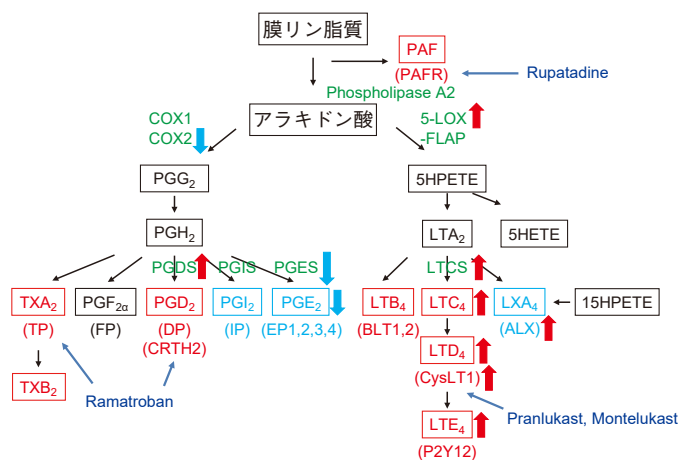 膜リン脂質
PAF
(PAFR)
Rupatadine
Phospholipase A2
COX1
COX2
アラキドン酸
5-LOX
-FLAP
PGG2
5HPETE
PGH2
LTA2
5HETE
PGDS
PGIS
PGES
LTCS
TXA2
PGF2α
PGD2
PGI2
PGE2
LTB4
LTC4
LXA4
15HPETE
(TP)
(FP)
(DP)
(CRTH2)
(IP)
(EP1,2,3,4)
(BLT1,2)
(ALX)
LTD4
(CysLT1)
TXB2
Ramatroban
Pranlukast, Montelukast
LTE4
(P2Y12)